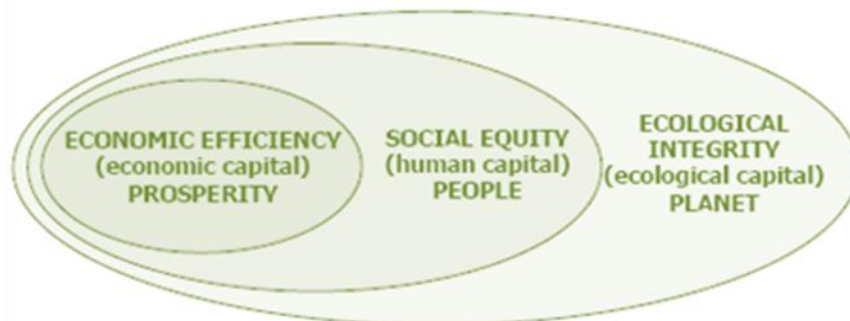 ECONOMIC EFFICIENCY
(economic capital)
PROSPERITY
SOCIAL EQUITY
(human capital)
PEOPLE
ECOLOGICAL
INTEGRITY
(ecological capital)
PLANET